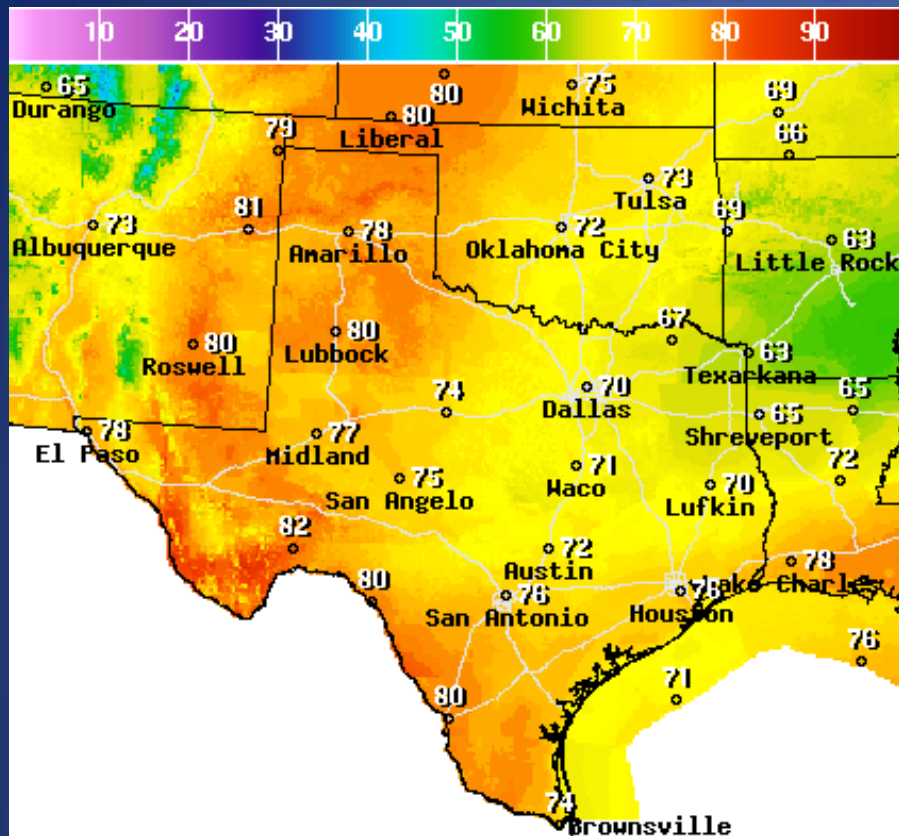 10 20 30 40 50 60 70 80 90
65
Durango
80
75
Wichita
69
80
Liberal
66
79
73
Tulsa
73
Albuquerque
81
78
Amarillo
72
Oklahoma City
69
63
Little Rock
80
Roswell
80
Lubbock
67
63
Texarkana
74
70
Dallas
65
Shreveport
65
78
El Paso
77
Midland
75
San Angelo
71
Waco
70
Lufkin
72
82
72
Austin
78
Lake Charles
80
76
San Antonio
76
Houston
76
71
80
74
Brownsville